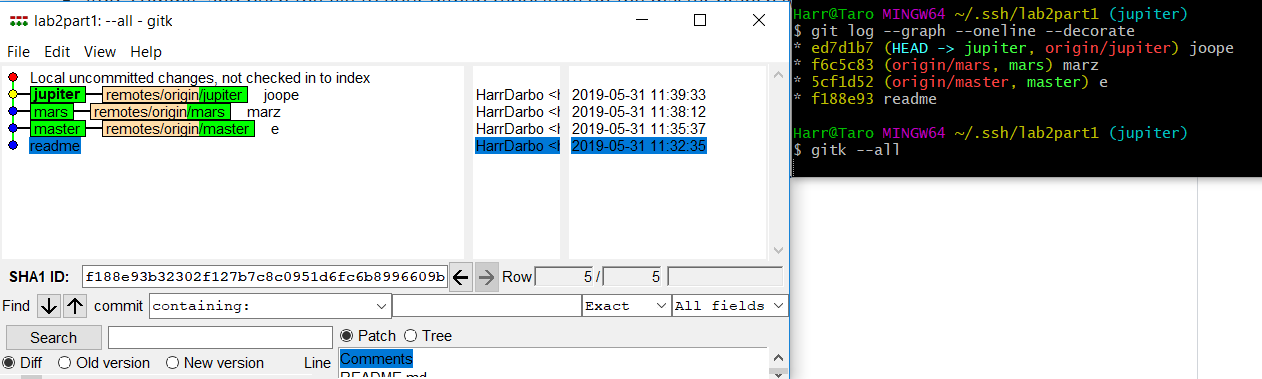 lab2part1: --all - gitk
File Edit View Help
Local uncommitted changes, not checked in to index
jupiter remotes/origin/jupiter joope
mars remotes/origin/mars marz
master remotes/origin/master e
readme
HarrDarbo <h 2019-05-31 11:39:33
HarrDarbo <h 2019-05-31 11:38:12
HarrDarbo <h 2019-05-31 11:35:37
HarrDarbo <h 2019-05-31 11:32:35
SHA1 ID: f188e93b32302f127b7c8c0951d6fc6b8996609b Row 5 / 5
Find commit containing: Exact All fields
Search
Diff Old version New version Line
Patch Tree
Comments
README.md
Harr@Taro MINGW64 ~/.ssh/lab2part1 (jupiter)
$ git log --graph --oneline --decorate
* ed7d1b7 (HEAD -> jupiter, origin/jupiter) joope
* f6c5c83 (origin/mars, mars) marz
* 5cf1d52 (origin/master, master) e
* f188e93 readme
Harr@Taro MINGW64 ~/.ssh/lab2part1 (jupiter)
$ gitk --all